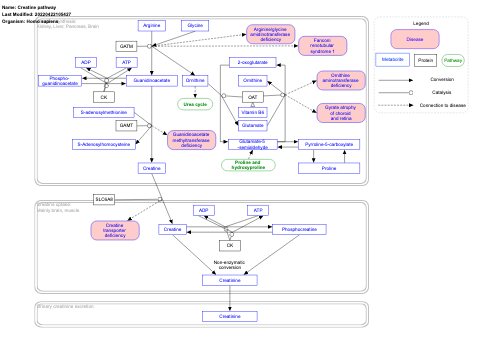 Name: Creatine pathway
Last Modified: 20220422105437
Organism: Homo sapiens
Kidney, Liver, Pancreas, Brain
Arginine
Glycine
Arginine/glycine
amidinotransferase
deficiency
Fanconi
renotubular
syndrome 1
GATM
ADP
ATP
2-oxoglutarate
Phospho-
guanidinoacetate
Guanidinoacetate
Ornithine
Ornithine
Ornithine
aminotransferase
deficiency
CK
OAT
Urea cycle
Vitamin B6
Gyrate atrophy
of choroid
and retina
S-adenosylmethionine
GAMT
Glutamate
S-Adenosylhomocysteine
Guanidinoacetate
methyltransferase
deficiency
Glutamate-5-
semialdehyde
Pyrroline-5-carboxylate
Proline and
hydroxyproline
Creatine
Proline
SLC6A8
Creatine uptake
Mainly brain, muscle
ADP
ATP
Creatine
transporter
deficiency
Creatine
Phosphocreatine
CK
Non-enzymatic
conversion
Creatinine
Urinary creatinine excretion
Creatinine
Legend
Disease
Metabolite
Protein
Pathway
Conversion
Catalysis
Connection to disease